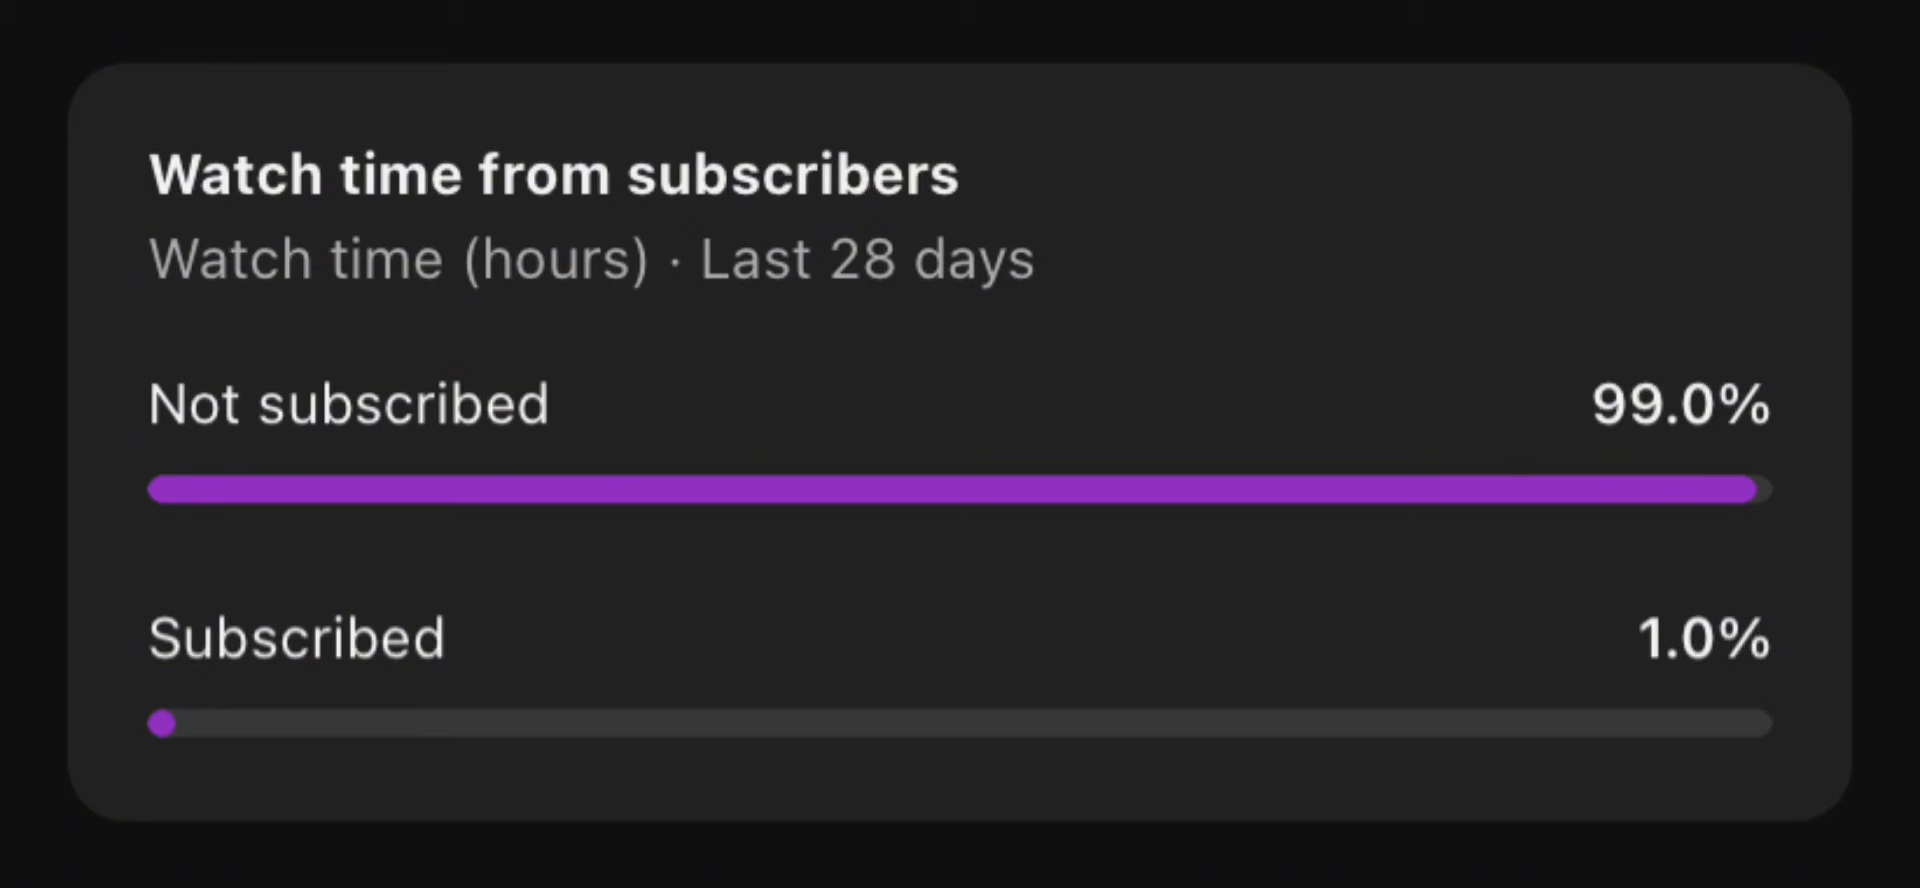 Watch time from subscribers
Watch time (hours) · Last 28 days
Not subscribed 99.0%
Subscribed 1.0%